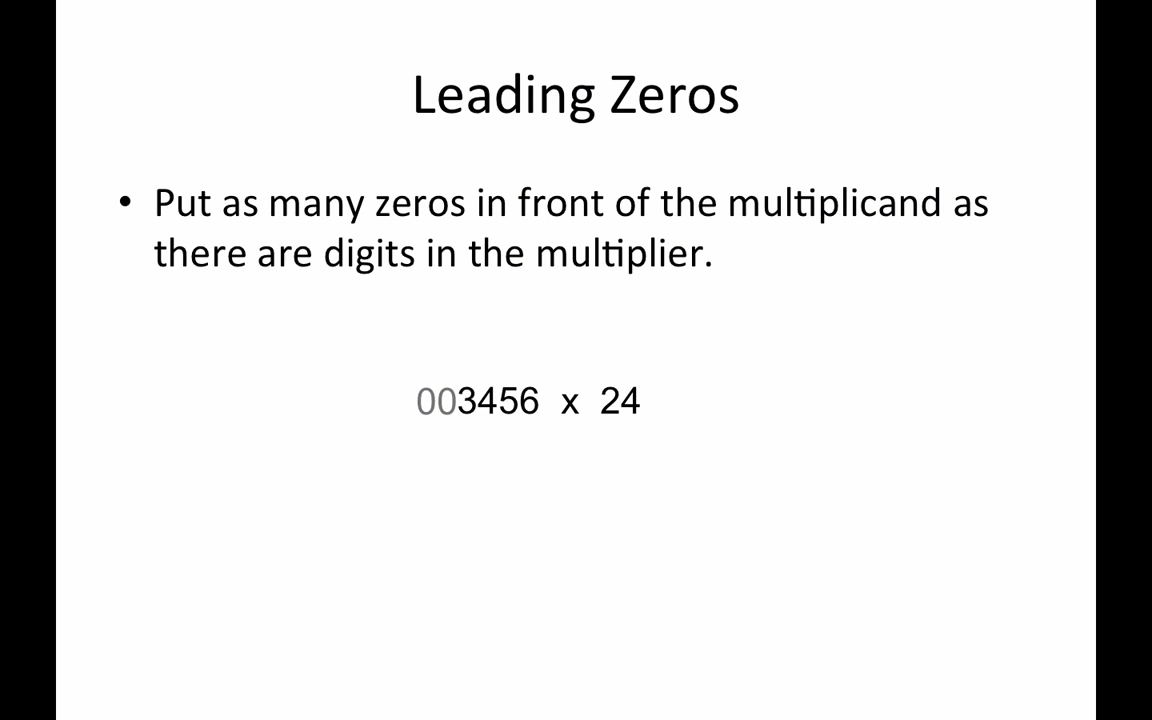 Leading Zeros
• Put as many zeros in front of the multiplicand as
there are digits in the multiplier.
003456 x 24